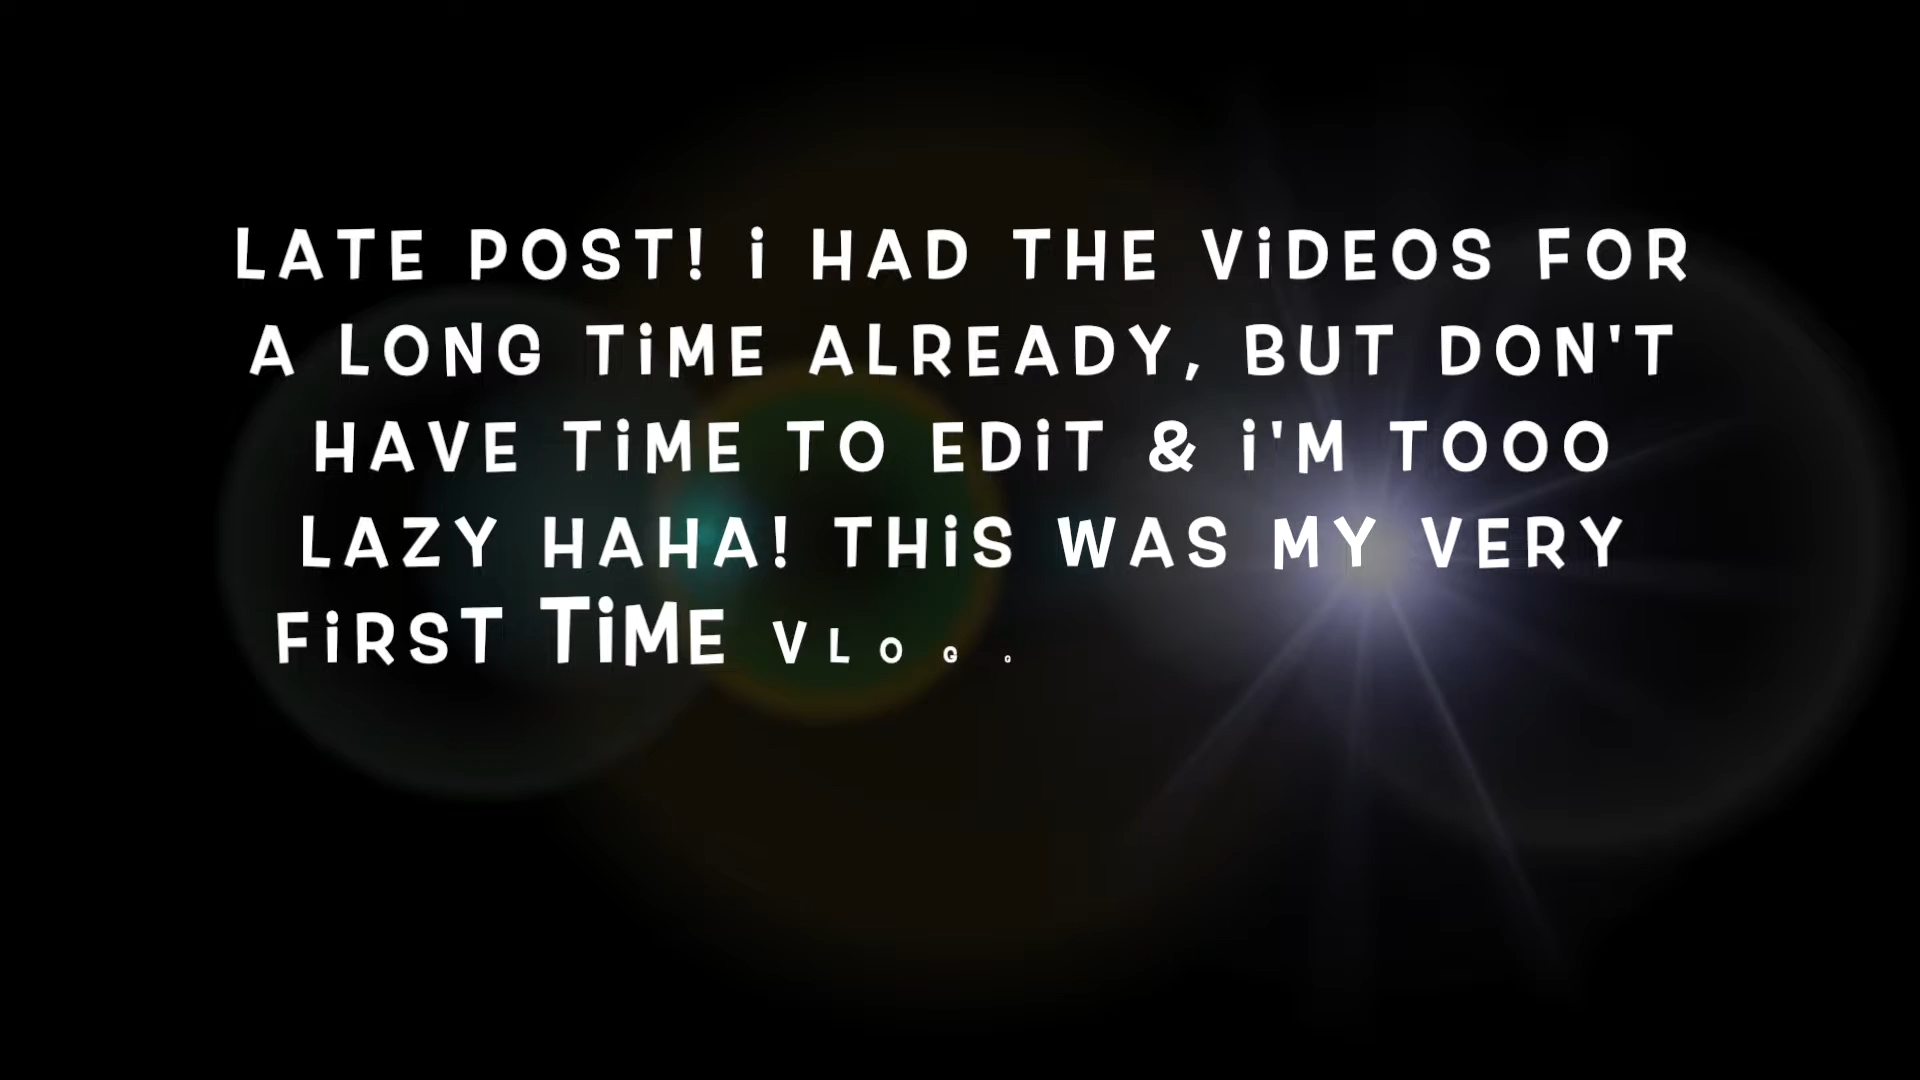 LATE POST! i HAD THE ViDEOS FOR
A LONG TiME ALREADY, BUT DON'T
HAVE TiME TO EDiT & i'M TOOO
LAZY HAHA! THiS WAS MY VERY
FiRST TiME VLOGG